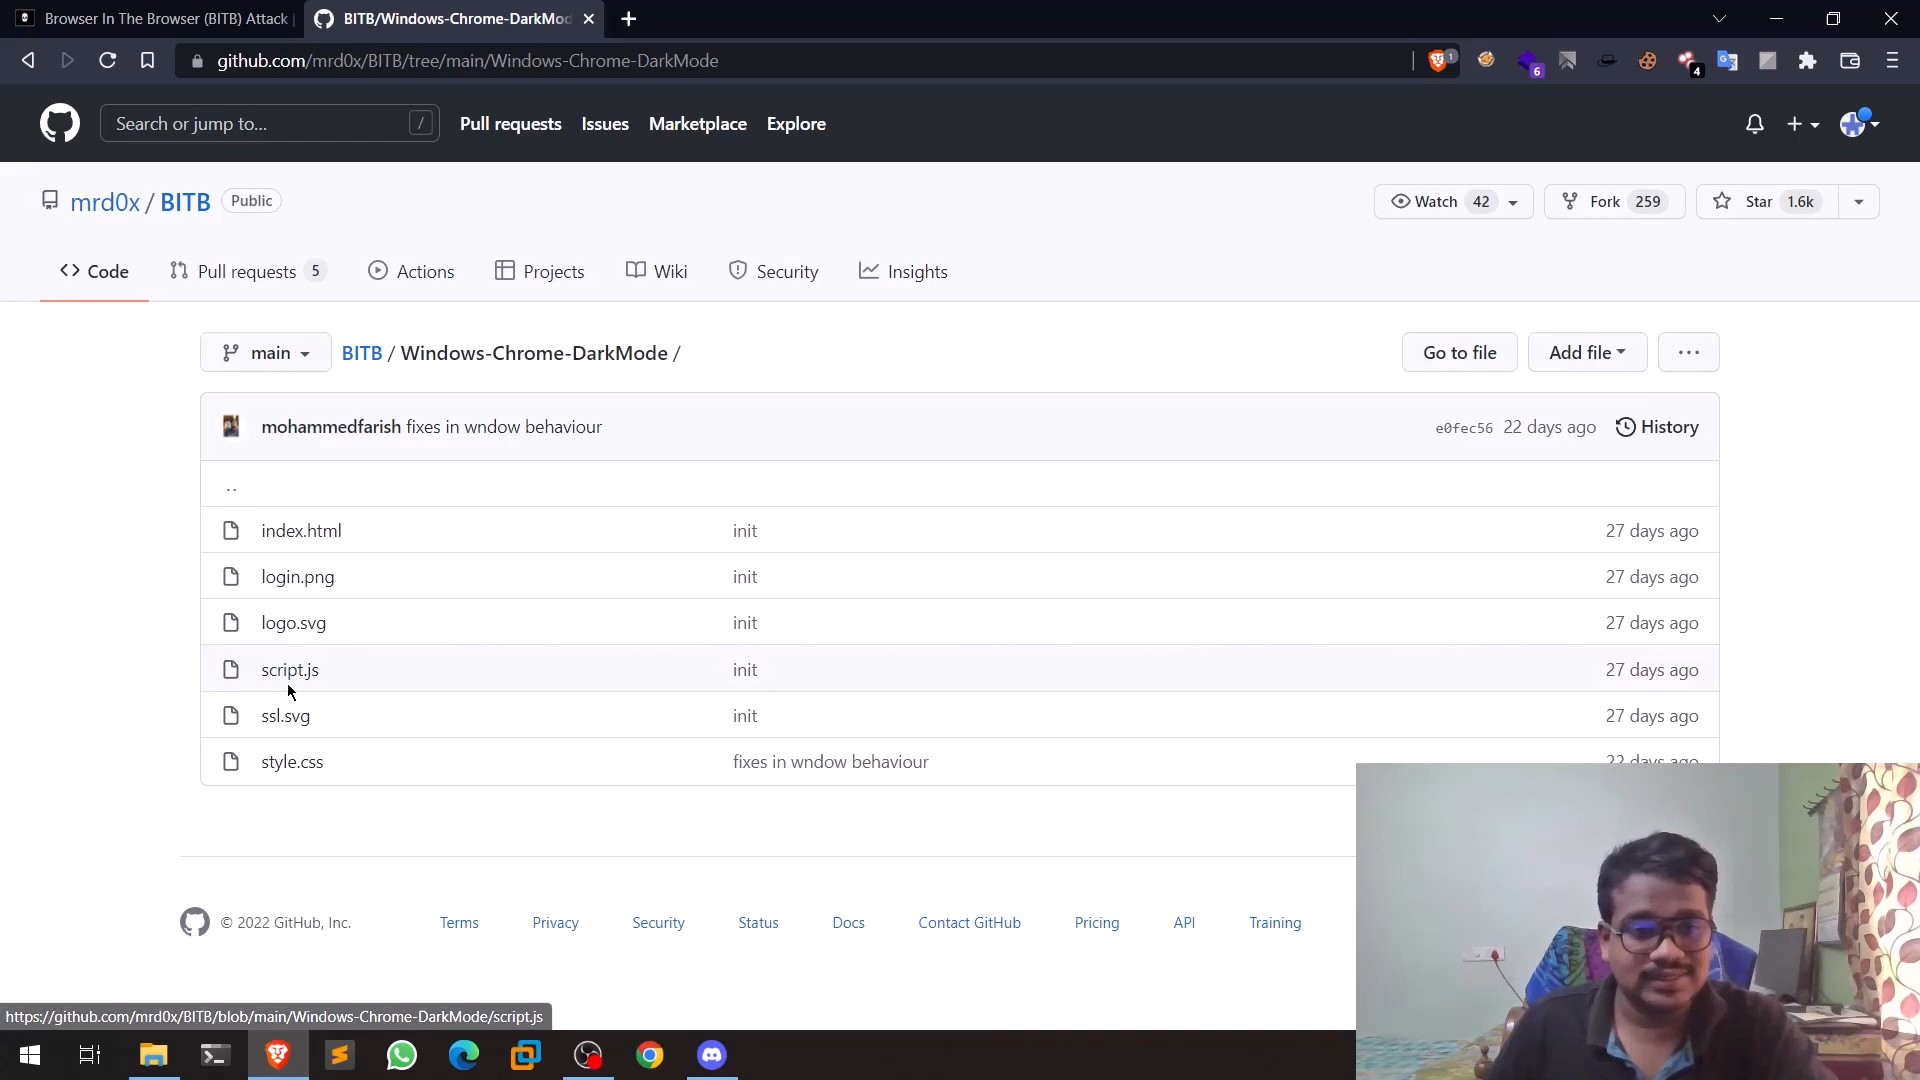 Browser In The Browser (BITB) Attack
BITB/Windows-Chrome-DarkMod
github.com/mrd0x/BITB/tree/main/Windows-Chrome-DarkMode
1
6
4
Search or jump to...
/
Pull requests
Issues
Marketplace
Explore
mrd0x / BITB
Public
Watch 42
Fork 259
Star 1.6k
Code
Pull requests 5
Actions
Projects
Wiki
Security
Insights
main
BITB / Windows-Chrome-DarkMode /
Go to file
Add file
mohammedfarish fixes in wndow behaviour
e0fec56 22 days ago
History
..
index.html init 27 days ago
login.png init 27 days ago
logo.svg init 27 days ago
script.js init 27 days ago
ssl.svg init 27 days ago
style.css fixes in wndow behaviour 22 days ago
© 2022 GitHub, Inc.
Terms
Privacy
Security
Status
Docs
Contact GitHub
Pricing
API
Training
https://github.com/mrd0x/BITB/blob/main/Windows-Chrome-DarkMode/script.js